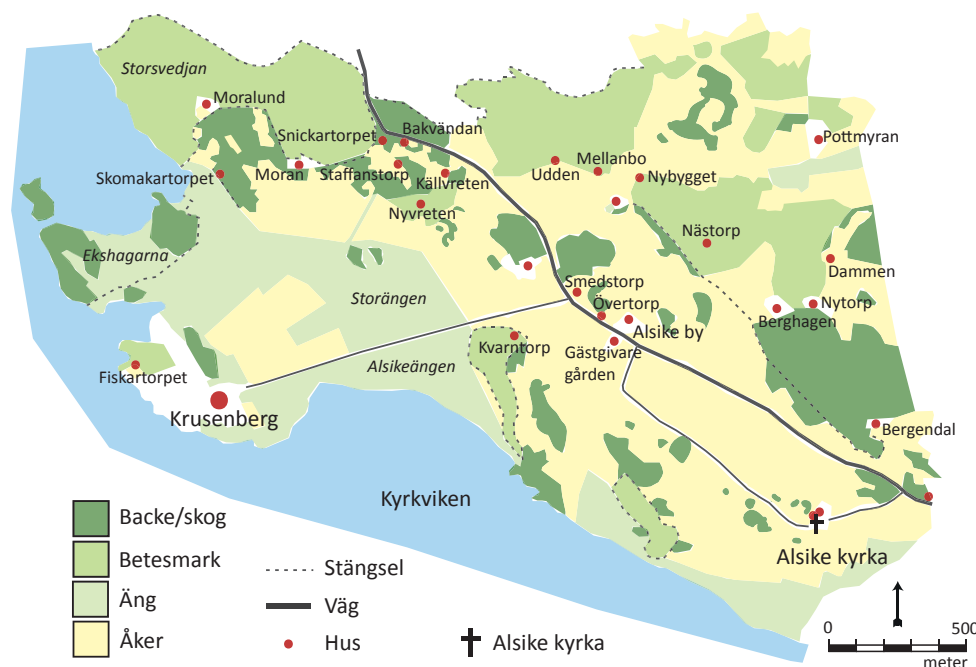 Storsvedjan
Moralund
Snickartorpet
Bakvändan
Skomakartorpet
Moran
Staffanstorp
Källvreten
Nyvreten
Udden
Mellanbo
Nybygget
Pottmyran
Nästorp
Dammen
Ekshagarna
Storängen
Smedstorp
Övertorp
Alsike by
Berghagen
Nytorp
Fiskartorpet
Alsikeängen
Kvarntorp
Gästgivare
gården
Krusenberg
Bergendal
Kyrkviken
Alsike kyrka
Backe/skog
Betesmark
Äng
Åker
Stängsel
Väg
Hus
Alsike kyrka
0 500
meter